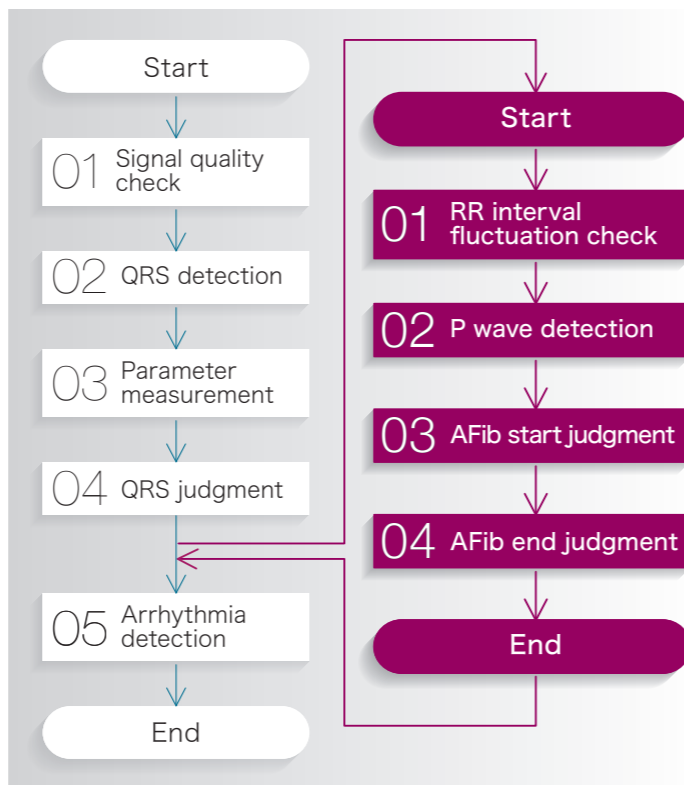 Start
01 Signal quality
check
02 QRS detection
03 Parameter
measurement
04 QRS judgment
05 Arrhythmia
detection
End
Start
01 RR interval
fluctuation check
02 P wave detection
03 AFib start judgment
04 AFib end judgment
End